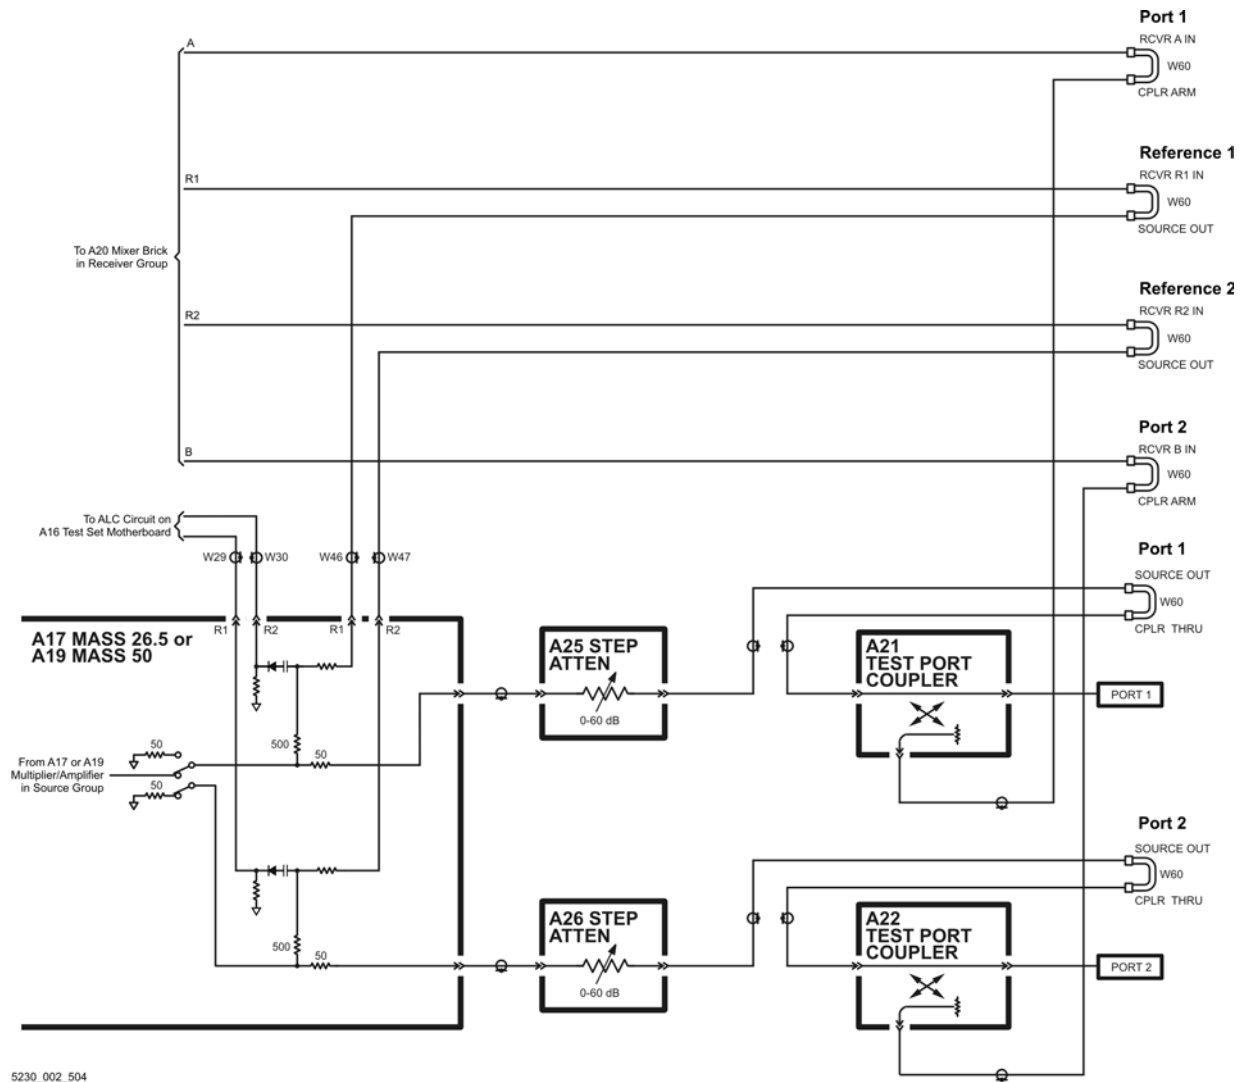 Port 1
A
RCVR A IN
W60
CPLR ARM
Reference 1
R1
RCVR R1 IN
W60
SOURCE OUT
To A20 Mixer Brick
in Receiver Group
Reference 2
R2
RCVR R2 IN
W60
SOURCE OUT
Port 2
B
RCVR B IN
W60
CPLR ARM
To ALC Circuit on
A16 Test Set Motherboard
W29
W30
W46
W47
Port 1
SOURCE OUT
W60
CPLR THRU
A17 MASS 26.5 or
A19 MASS 50
R1
R2
R1
R2
A25 STEP
ATTEN
0-60 dB
A21
TEST PORT
COUPLER
PORT 1
500
50
50
From A17 or A19
Multiplier/Amplifier
in Source Group
50
Port 2
SOURCE OUT
W60
CPLR THRU
A26 STEP
ATTEN
0-60 dB
A22
TEST PORT
COUPLER
PORT 2
500
50
5230_002_504